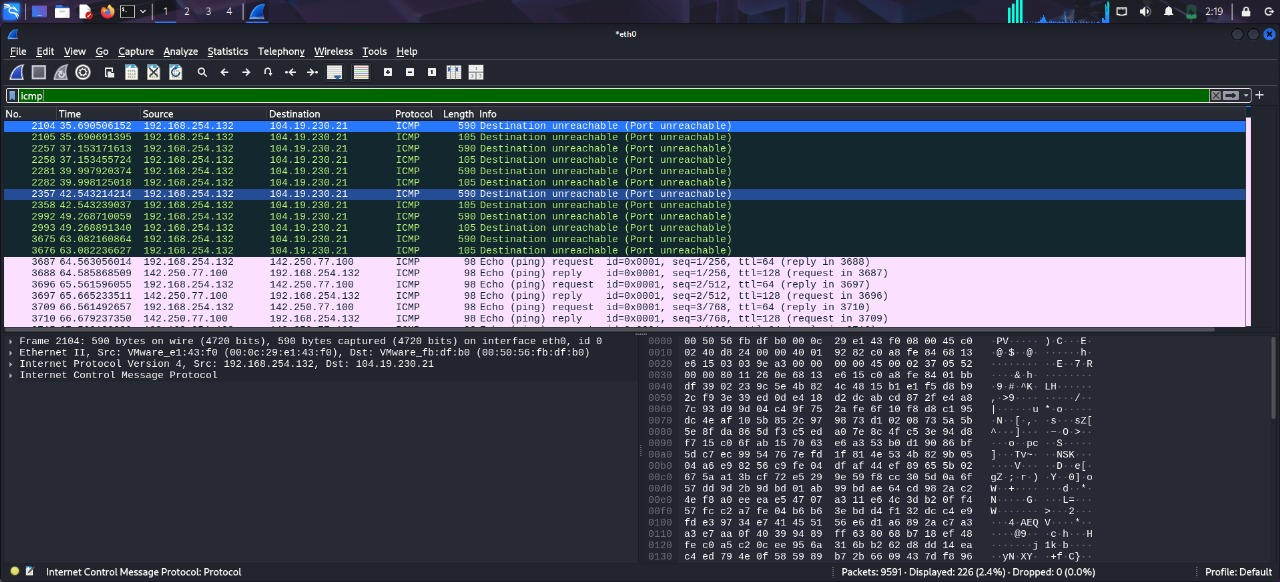 1 2 3 4 2:19
*eth0
File Edit View Go Capture Analyze Statistics Telephony Wireless Tools Help
icmp
No. Time Source Destination Protocol Length Info
2104 35.690506152 192.168.254.132 104.19.230.21 ICMP 590 Destination unreachable (Port unreachable)
2105 35.690691395 192.168.254.132 104.19.230.21 ICMP 105 Destination unreachable (Port unreachable)
2257 37.153171613 192.168.254.132 104.19.230.21 ICMP 590 Destination unreachable (Port unreachable)
2258 37.153455724 192.168.254.132 104.19.230.21 ICMP 105 Destination unreachable (Port unreachable)
2281 39.997920374 192.168.254.132 104.19.230.21 ICMP 590 Destination unreachable (Port unreachable)
2282 39.998125018 192.168.254.132 104.19.230.21 ICMP 105 Destination unreachable (Port unreachable)
2357 42.543214214 192.168.254.132 104.19.230.21 ICMP 590 Destination unreachable (Port unreachable)
2358 42.543239037 192.168.254.132 104.19.230.21 ICMP 105 Destination unreachable (Port unreachable)
2992 49.268710059 192.168.254.132 104.19.230.21 ICMP 590 Destination unreachable (Port unreachable)
2993 49.268891340 192.168.254.132 104.19.230.21 ICMP 105 Destination unreachable (Port unreachable)
3675 63.082160864 192.168.254.132 104.19.230.21 ICMP 590 Destination unreachable (Port unreachable)
3676 63.082236627 192.168.254.132 104.19.230.21 ICMP 105 Destination unreachable (Port unreachable)
3687 64.563056014 192.168.254.132 142.250.77.100 ICMP 98 Echo (ping) request id=0x0001, seq=1/256, ttl=64 (reply in 3688)
3688 64.585868509 142.250.77.100 192.168.254.132 ICMP 98 Echo (ping) reply id=0x0001, seq=1/256, ttl=128 (request in 3687)
3696 65.561596055 192.168.254.132 142.250.77.100 ICMP 98 Echo (ping) request id=0x0001, seq=2/512, ttl=64 (reply in 3697)
3697 65.665233511 142.250.77.100 192.168.254.132 ICMP 98 Echo (ping) reply id=0x0001, seq=2/512, ttl=128 (request in 3696)
3709 66.561492657 192.168.254.132 142.250.77.100 ICMP 98 Echo (ping) request id=0x0001, seq=3/768, ttl=64 (reply in 3710)
3710 66.679237350 142.250.77.100 192.168.254.132 ICMP 98 Echo (ping) reply id=0x0001, seq=3/768, ttl=128 (request in 3709)
Frame 2104: 590 bytes on wire (4720 bits), 590 bytes captured (4720 bits) on interface eth0, id 0
Ethernet II, Src: VMware_e1:43:f0 (00:0c:29:e1:43:f0), Dst: VMware_fb:df:b0 (00:50:56:fb:df:b0)
Internet Protocol Version 4, Src: 192.168.254.132, Dst: 104.19.230.21
Internet Control Message Protocol
0000 00 50 56 fb df b0 00 0c 29 e1 43 f0 08 00 45 c0
0010 02 40 d8 24 00 00 40 01 92 82 c0 a8 fe 84 68 13
0020 e6 15 03 03 9e a3 00 00 00 00 45 00 02 37 05 52
0030 00 00 80 11 26 0e 68 13 e6 15 c0 a8 fe 84 01 bb
0040 df 39 02 23 9c 5e 4b 82 4c 48 15 b1 e1 f5 d8 b9
0050 2c f9 3e 39 ed 0d e4 18 d2 dc ab cd 87 2f e4 a8
0060 7c 93 d9 9d 04 c4 9f 75 2a fe 6f 10 f8 d8 c1 95
0070 dc 4e af 10 5b 85 2c 97 98 73 d1 02 08 73 5a 5b
0080 5e 8f da 86 5d f3 c5 ed a0 7e 8c 4f c5 3e 94 d8
0090 f7 15 c0 6f ab 15 70 63 e6 a3 53 b0 d1 90 86 bf
00a0 5d c7 ec 99 54 76 7e fd 1f 81 4e 53 4b 82 9b 05
00b0 04 a6 e9 82 56 c9 fe 04 df af 44 ef 89 65 5b 02
00c0 67 5a a1 3b cf 72 e5 29 9e 59 f8 cc 30 5d 0a 6f
00d0 57 dd 9d 2b 9d bd 01 ab 99 bd ae 64 cd 98 2a c2
00e0 4e f8 a0 ee ea e5 47 07 a3 11 e6 4c 3d b2 0f f4
00f0 57 fc c2 a7 fe 04 b6 b6 3e bd d4 f1 32 dc c4 e9
0100 fd e3 97 34 e7 41 45 51 56 e6 d1 a6 89 2a c7 a3
0110 a3 e7 aa 0f 40 39 94 89 ff 63 80 68 b7 18 ef 48
0120 fe c0 a5 c2 0c ee 95 6a 31 6b b2 62 d8 dd 14 ea
0130 c4 ed 79 4e 0f 58 59 89 b7 2b 66 09 43 7d f8 96
Internet Control Message Protocol: Protocol Packets: 9591 · Displayed: 226 (2.4%) · Dropped: 0 (0.0%) Profile: Default